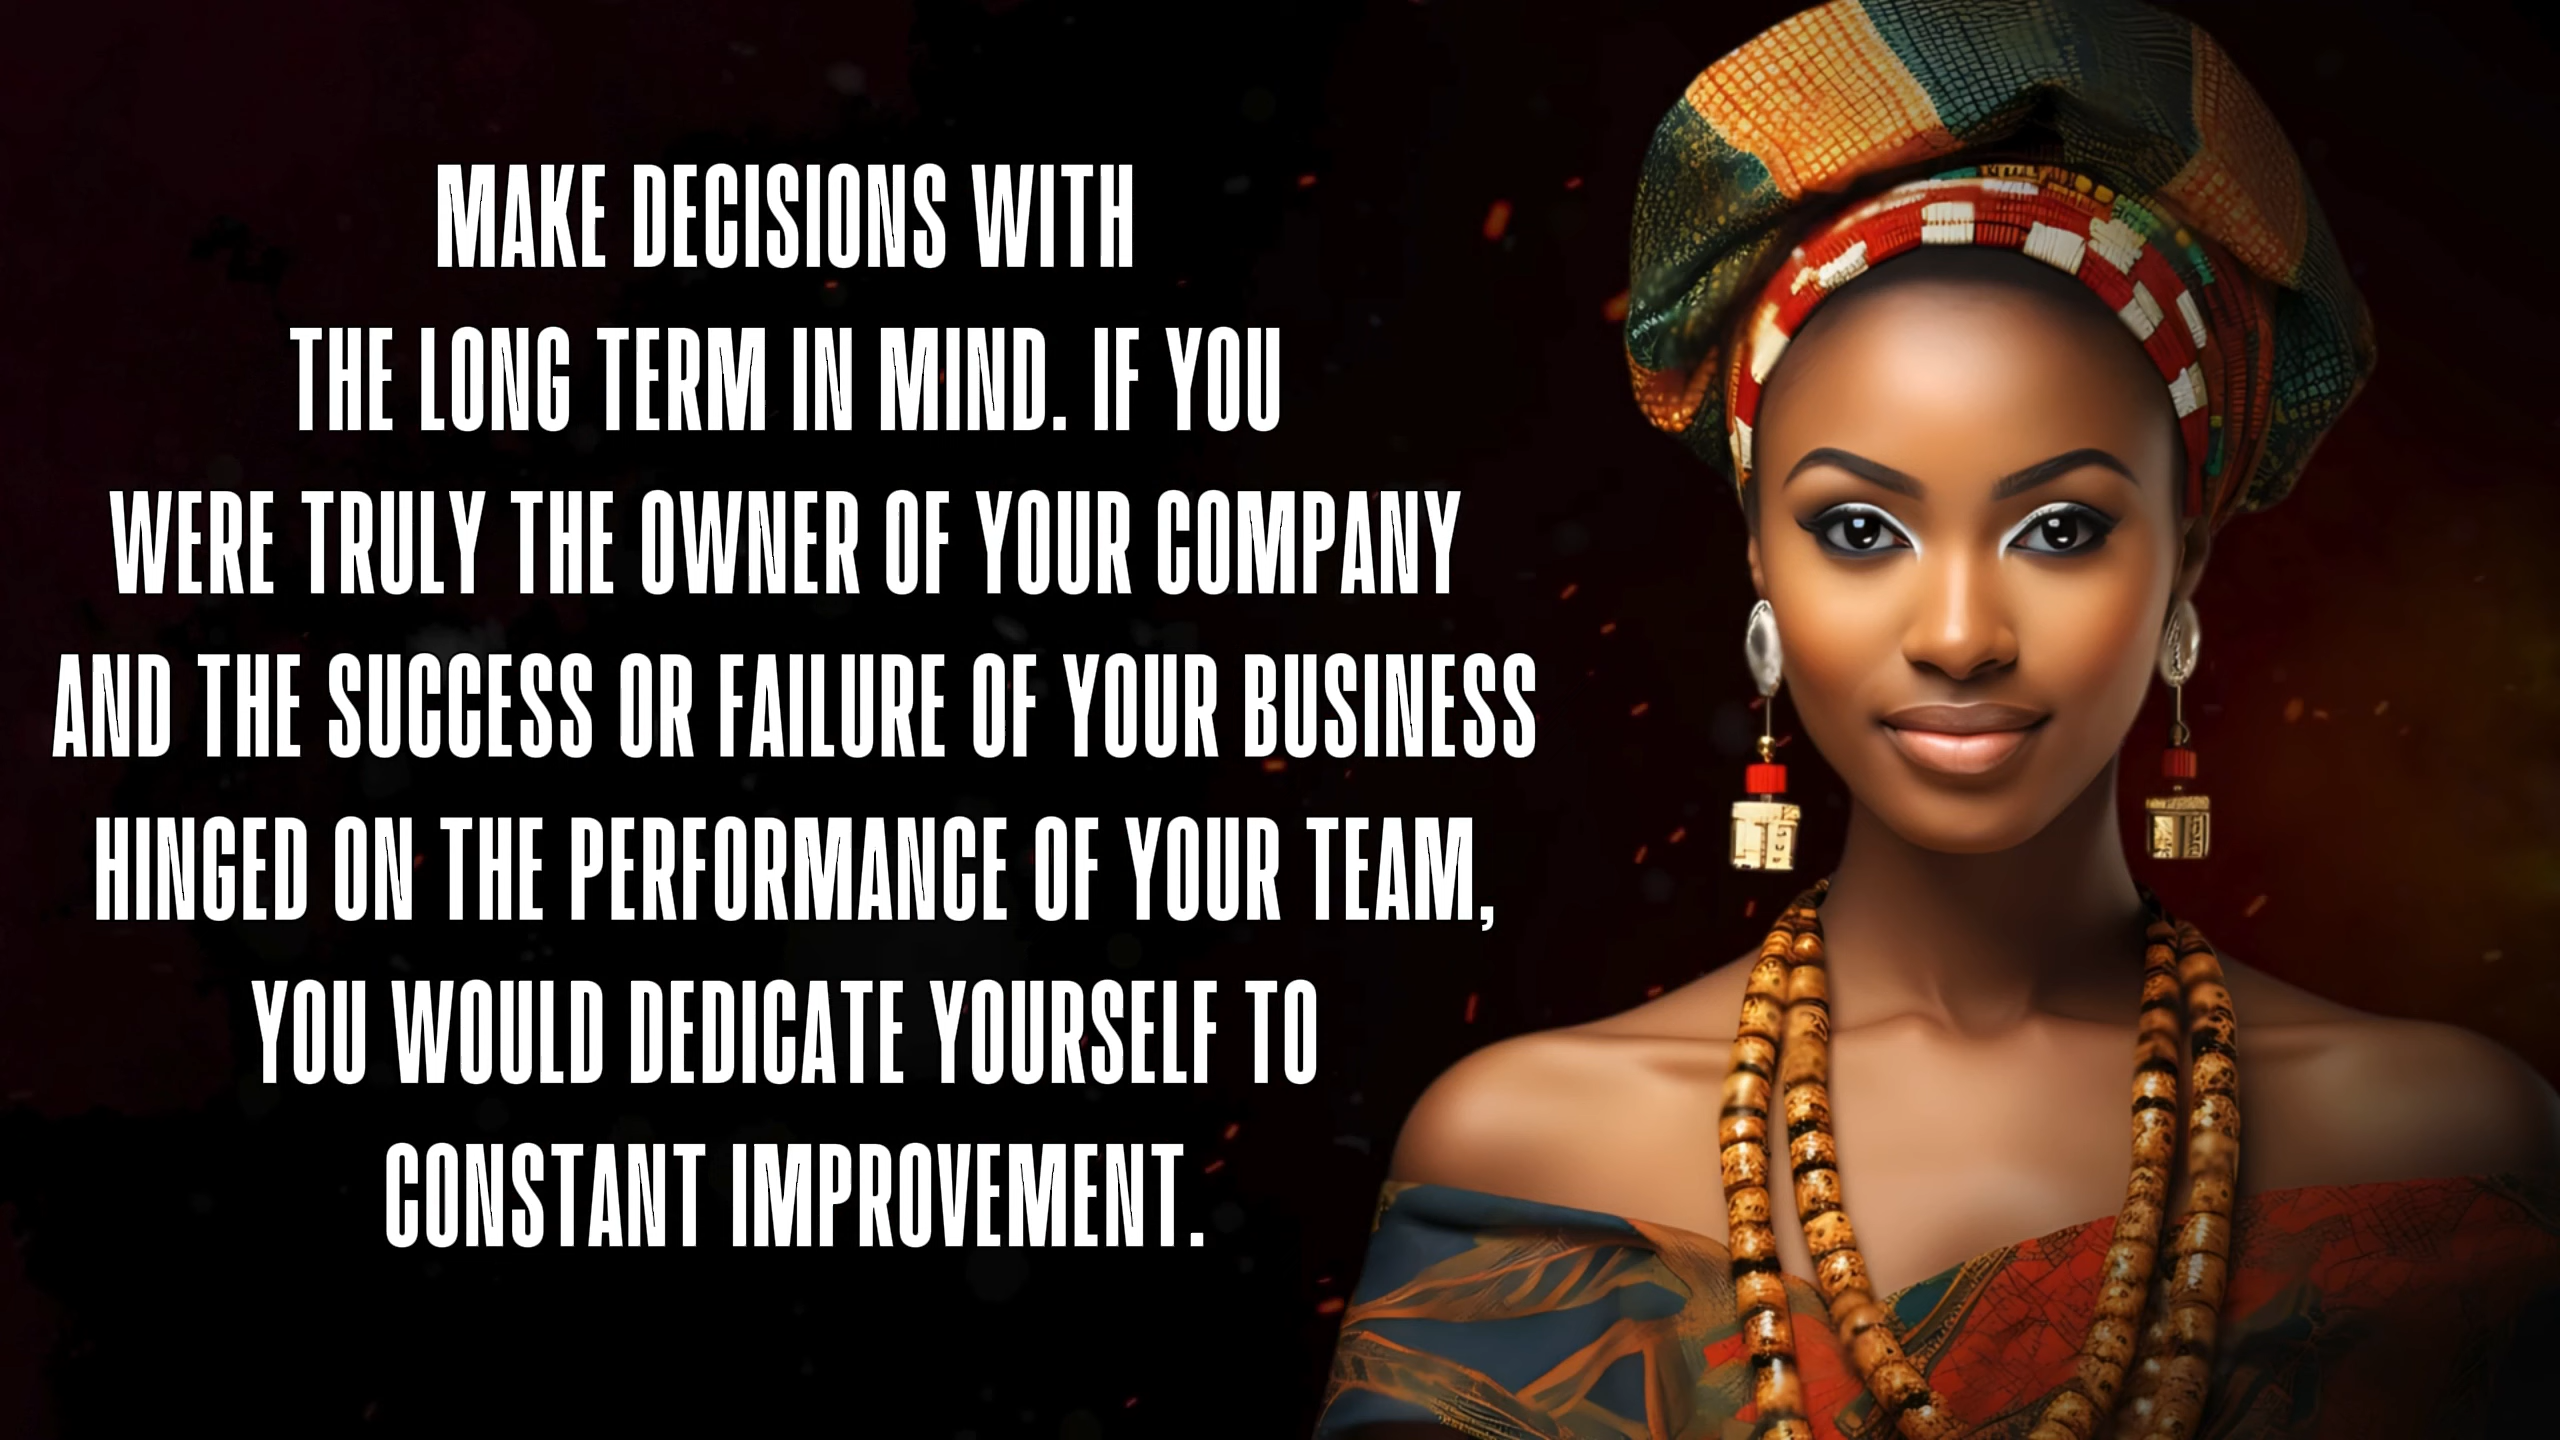 MAKE DECISIONS WITH
THE LONG TERM IN MIND. IF YOU
WERE TRULY THE OWNER OF YOUR COMPANY
AND THE SUCCESS OR FAILURE OF YOUR BUSINESS
HINGED ON THE PERFORMANCE OF YOUR TEAM,
YOU WOULD DEDICATE YOURSELF TO
CONSTANT IMPROVEMENT.